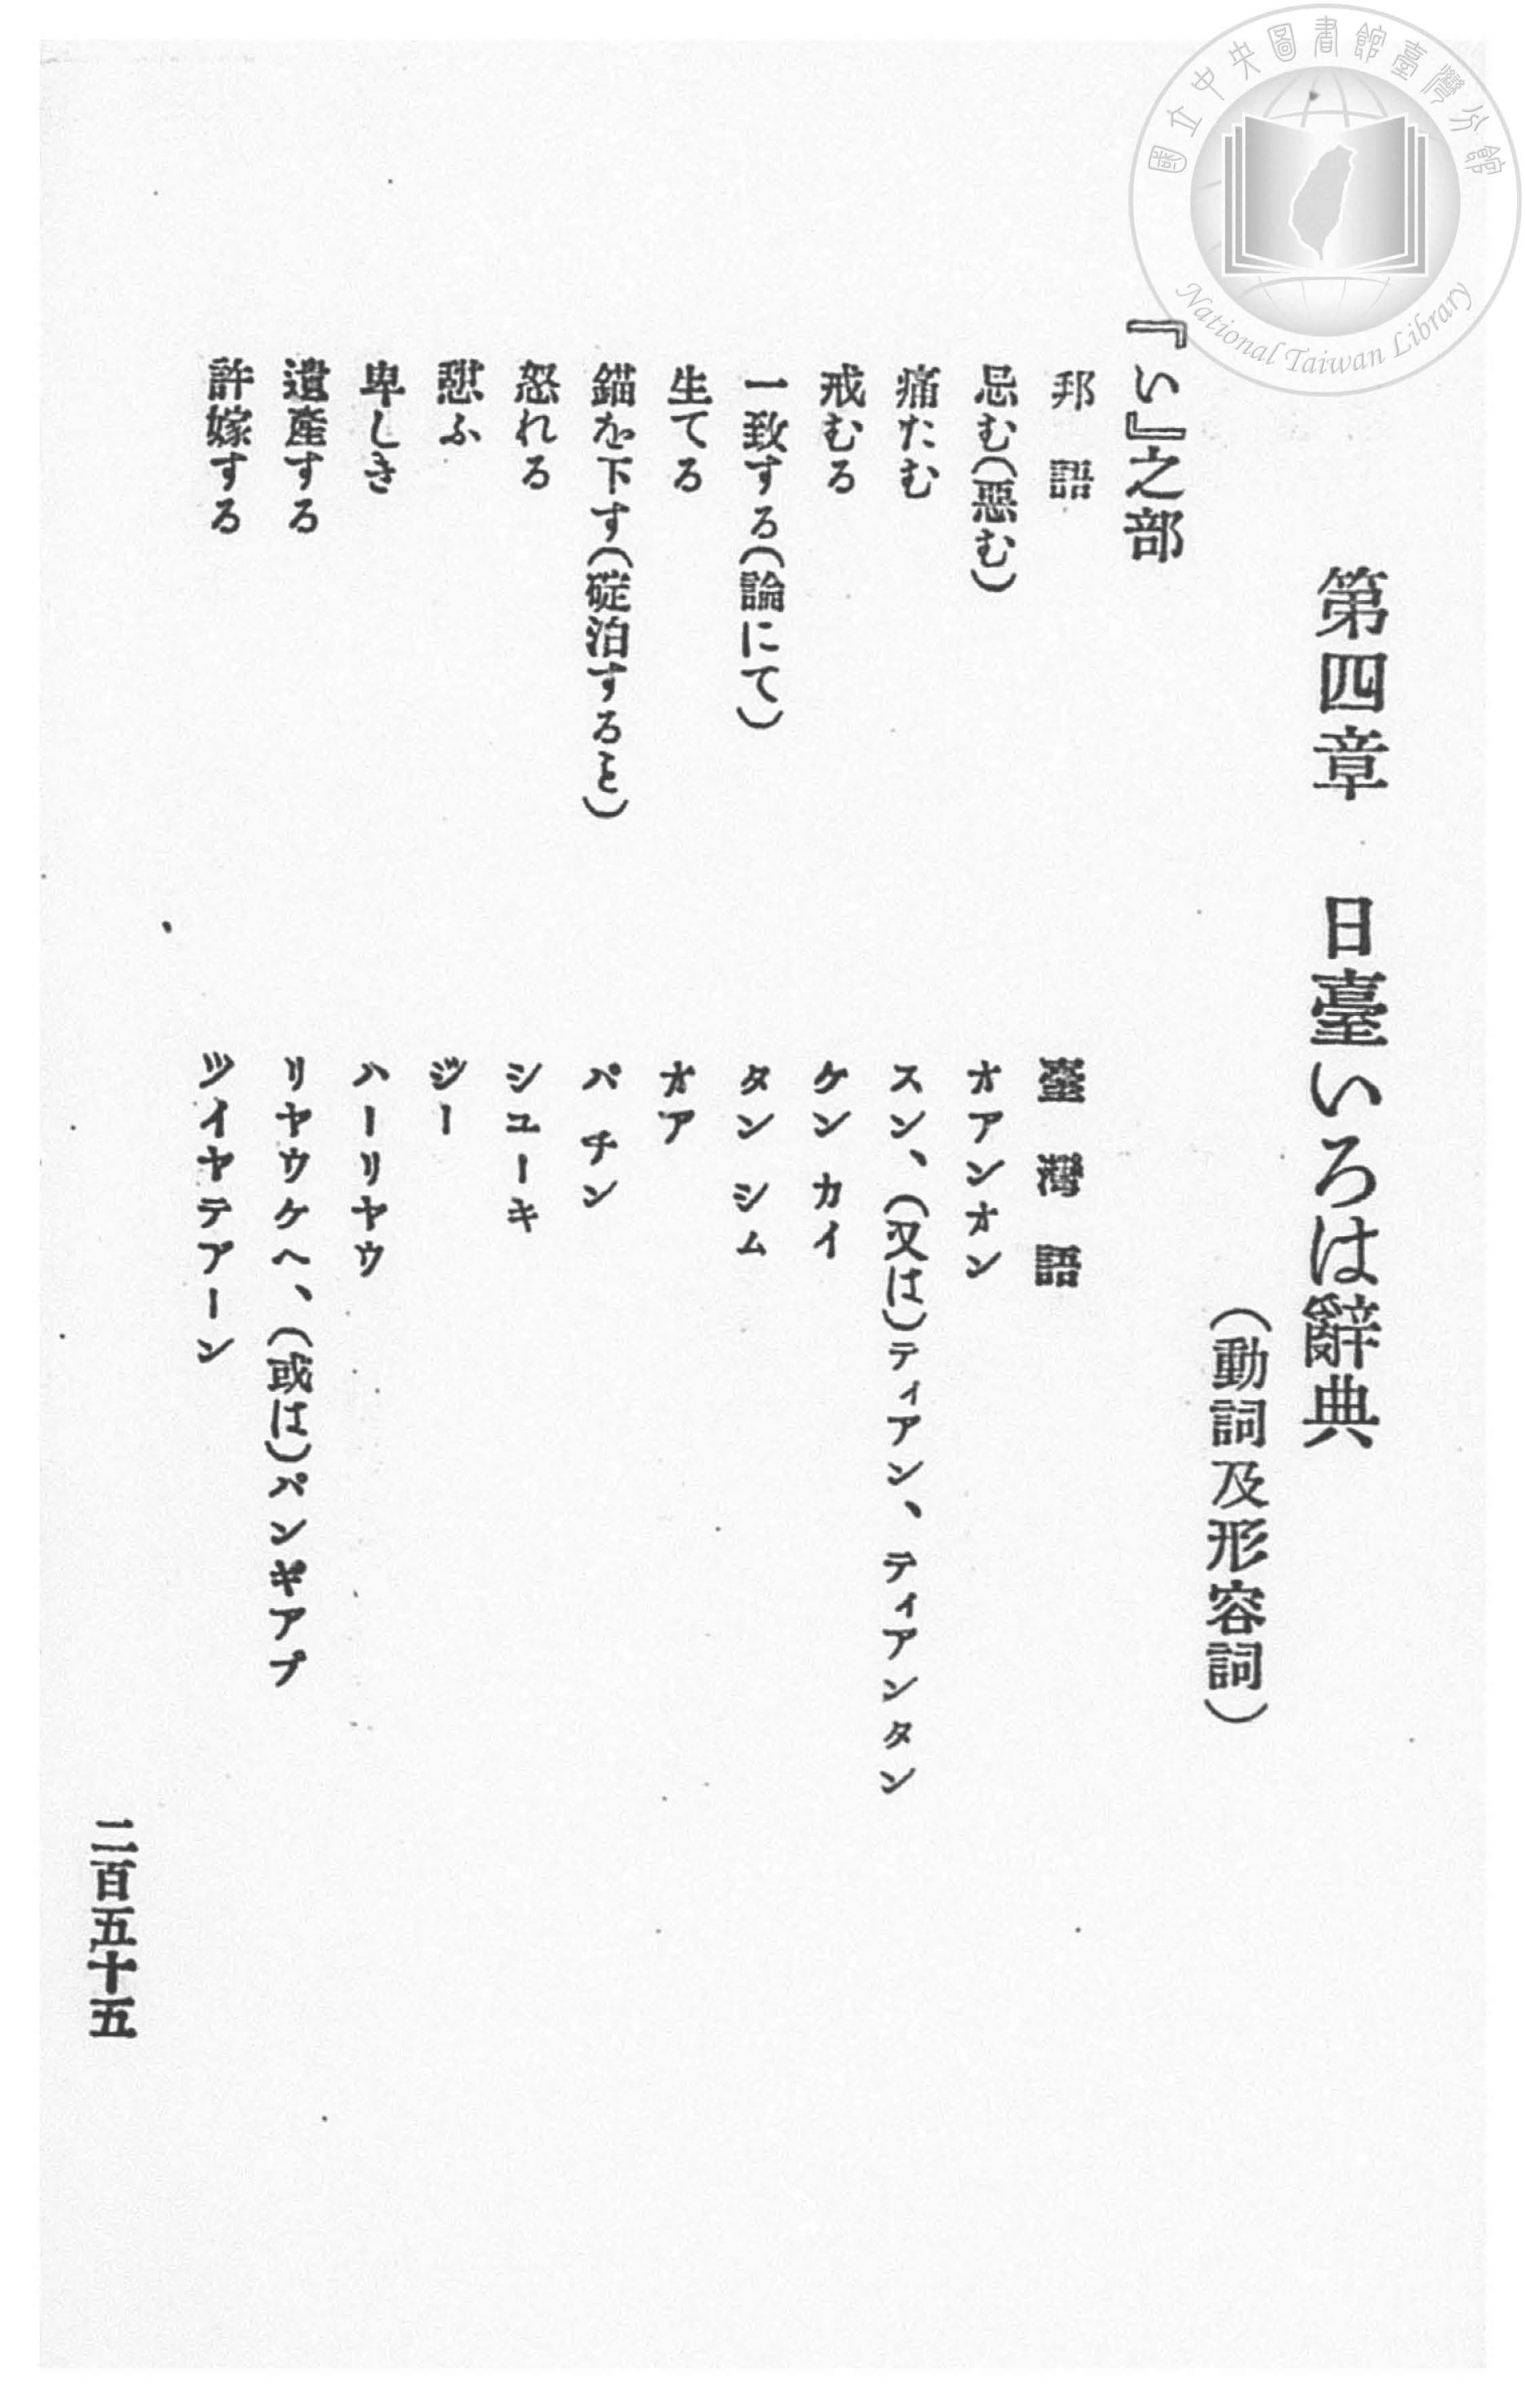 國立中央圖書館臺灣分館
National Taiwan Library
第四章 日臺いろは辭典
(動詞及形容詞)
『い』之部
邦語 臺灣語
忌む(惡む) オアンオン
痛たむ スン、(又は)ティアン、ティアンタン
戒むる ケンカイ
一致する(論にて) タンシム
生てる オア
錨を下す(碇泊すること) パチン
怒れる シユーキ
憩ふ ジー
卑しき ハーリヤウ
遺産する リヤウケヘ、(或は)パンギアプ
許嫁する ツイヤテアーン
二百五十五